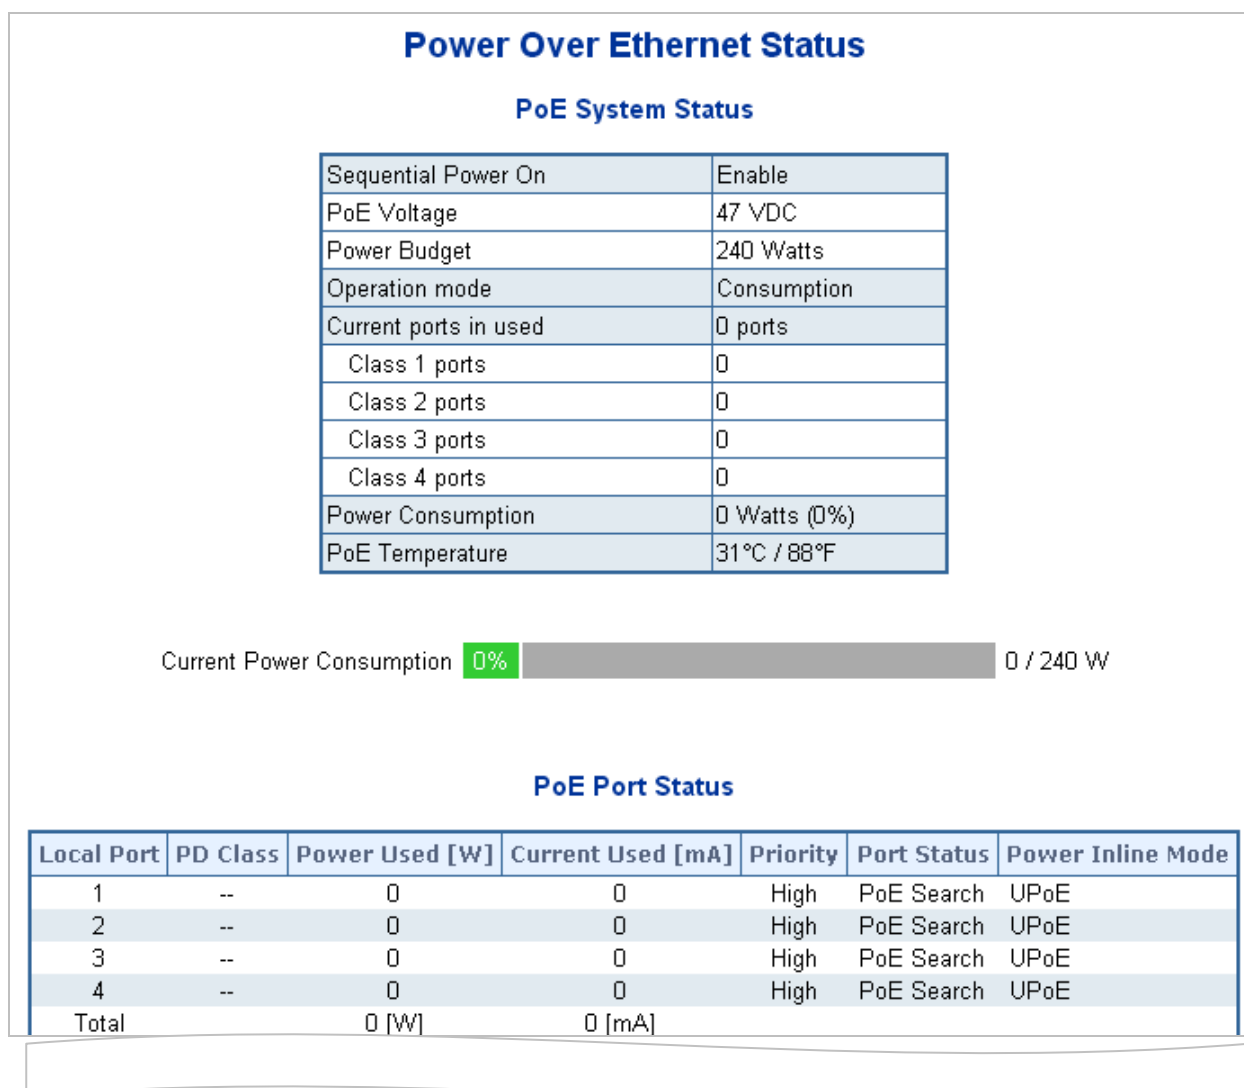 Power Over Ethernet Status
PoE System Status
Sequential Power On Enable
PoE Voltage 47 VDC
Power Budget 240 Watts
Operation mode Consumption
Current ports in used 0 ports
Class 1 ports 0
Class 2 ports 0
Class 3 ports 0
Class 4 ports 0
Power Consumption 0 Watts (0%)
PoE Temperature 31°C / 88°F
Current Power Consumption 0% 0 / 240 W
PoE Port Status
Local Port PD Class Power Used [W] Current Used [mA] Priority Port Status Power Inline Mode
1 -- 0 0 High PoE Search UPoE
2 -- 0 0 High PoE Search UPoE
3 -- 0 0 High PoE Search UPoE
4 -- 0 0 High PoE Search UPoE
Total 0 [W] 0 [mA]